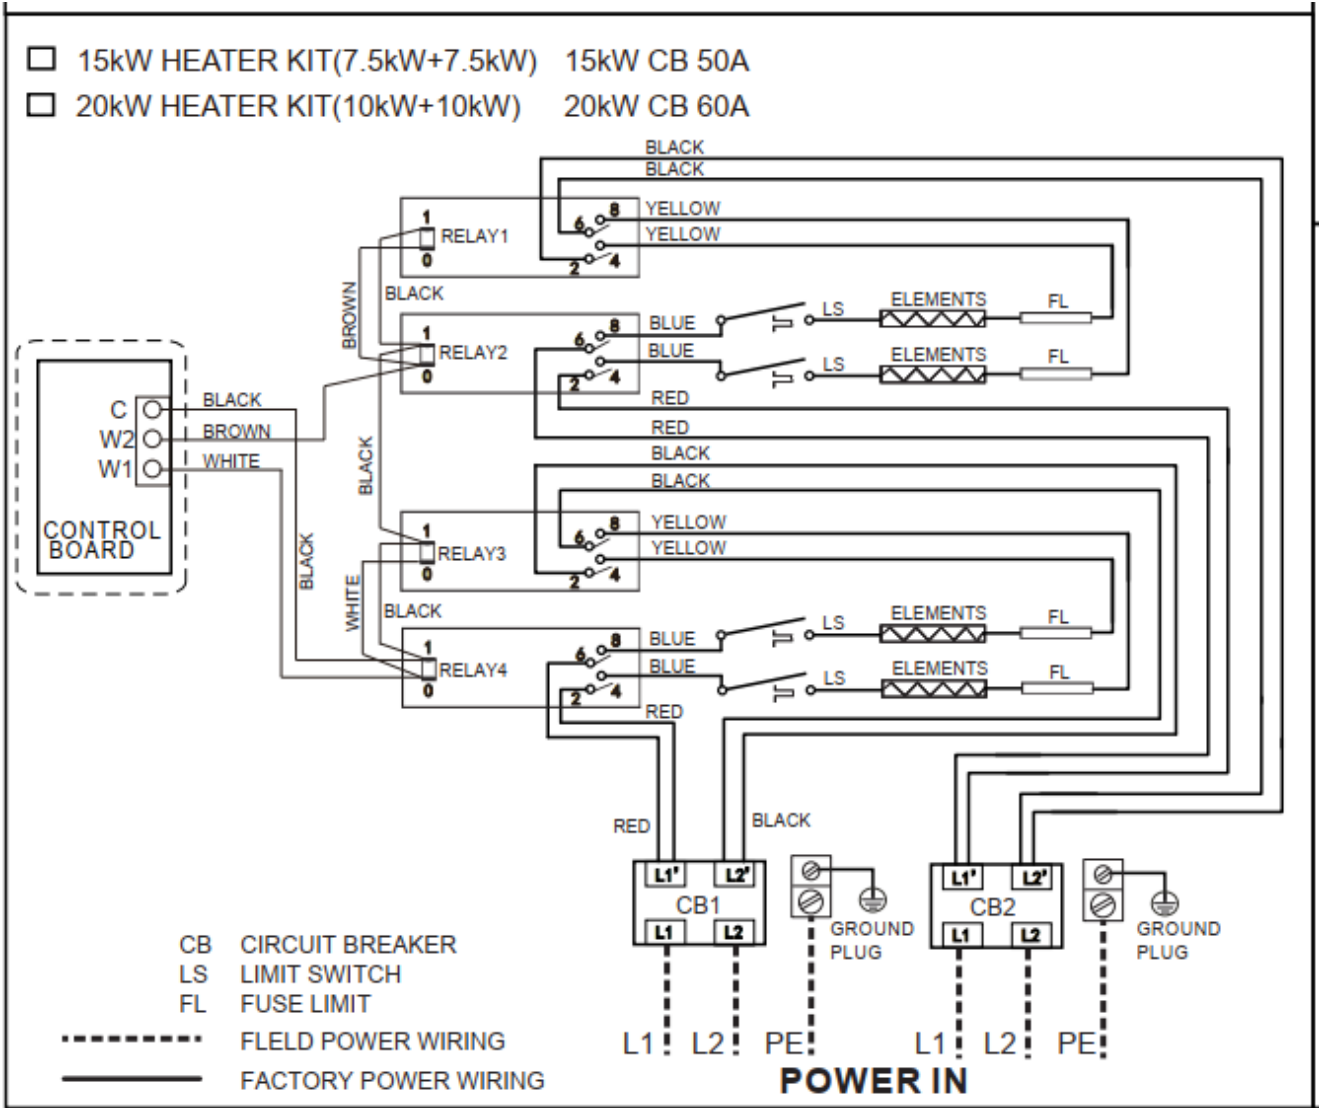 15kW HEATER KIT(7.5kW+7.5kW) 15kW CB 50A
20kW HEATER KIT(10kW+10kW) 20kW CB 60A
BLACK
BLACK
1 RELAY1 0
6 8 2 4
YELLOW
YELLOW
BROWN
BLACK
1 RELAY2 0
6 8 2 4
BLUE
BLUE
LS ELEMENTS FL
LS ELEMENTS FL
RED
RED
BLACK
BLACK
C BLACK
W2 BROWN
W1 WHITE
CONTROL
BOARD
BLACK
BLACK
1 RELAY3 0
6 8 2 4
YELLOW
YELLOW
WHITE
BLACK
1 RELAY4 0
6 8 2 4
BLUE
BLUE
LS ELEMENTS FL
LS ELEMENTS FL
RED
RED BLACK
L1' L2'
CB1
L1 L2
GROUND
PLUG
L1' L2'
CB2
L1 L2
GROUND
PLUG
CB CIRCUIT BREAKER
LS LIMIT SWITCH
FL FUSE LIMIT
FLELD POWER WIRING
FACTORY POWER WIRING
L1 L2 PE L1 L2 PE
POWER IN